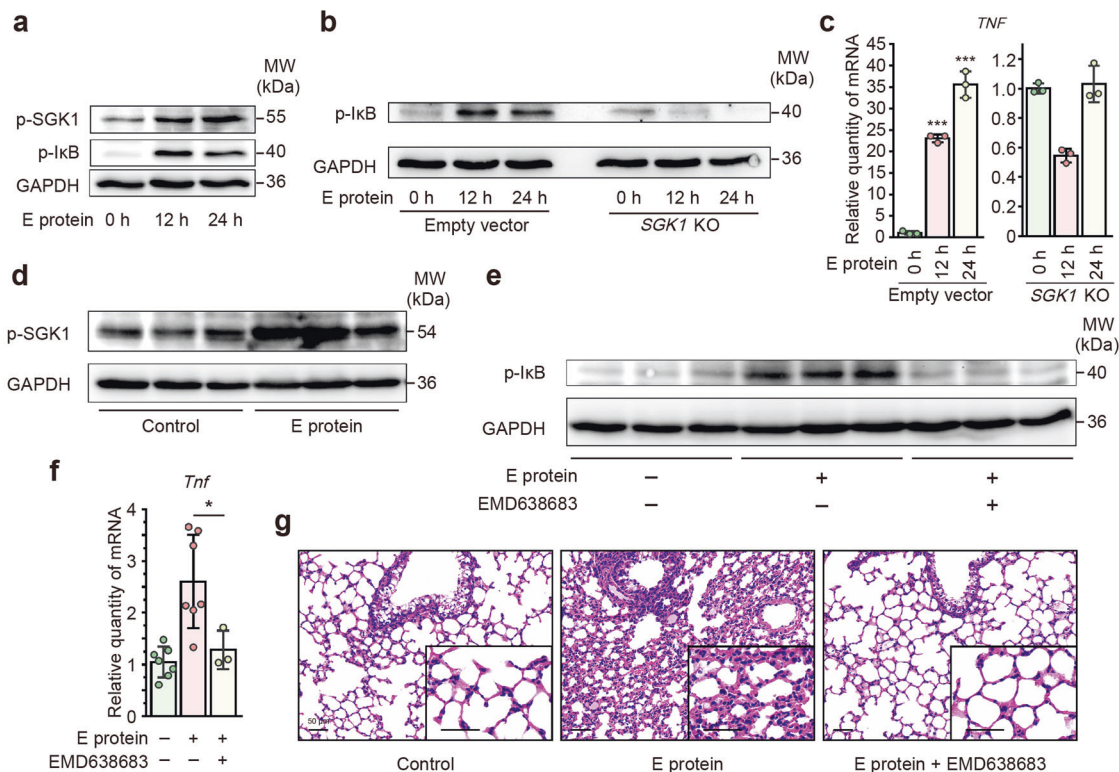 a
MW
(kDa)
p-SGK1
55
p-IκB
40
GAPDH
36
E protein 0 h 12 h 24 h
b
MW
(kDa)
p-IκB
40
GAPDH
36
E protein 0 h 12 h 24 h 0 h 12 h 24 h
Empty vector SGK1 KO
c
TNF
Relative quantity of mRNA
45
40
35
30
25
20
15
10
5
0
***
***
1.2
1.0
0.8
0.6
0.4
0.2
0
E protein 0 h 12 h 24 h 0 h 12 h 24 h
Empty vector SGK1 KO
d
MW
(kDa)
p-SGK1
54
GAPDH
36
Control E protein
e
MW
(kDa)
p-IκB
40
GAPDH
36
E protein − + +
EMD638683 − − +
f
Tnf
Relative quantity of mRNA
4
3
2
1
0
*
E protein − + +
EMD638683 − − +
g
50 μm
Control E protein E protein + EMD638683